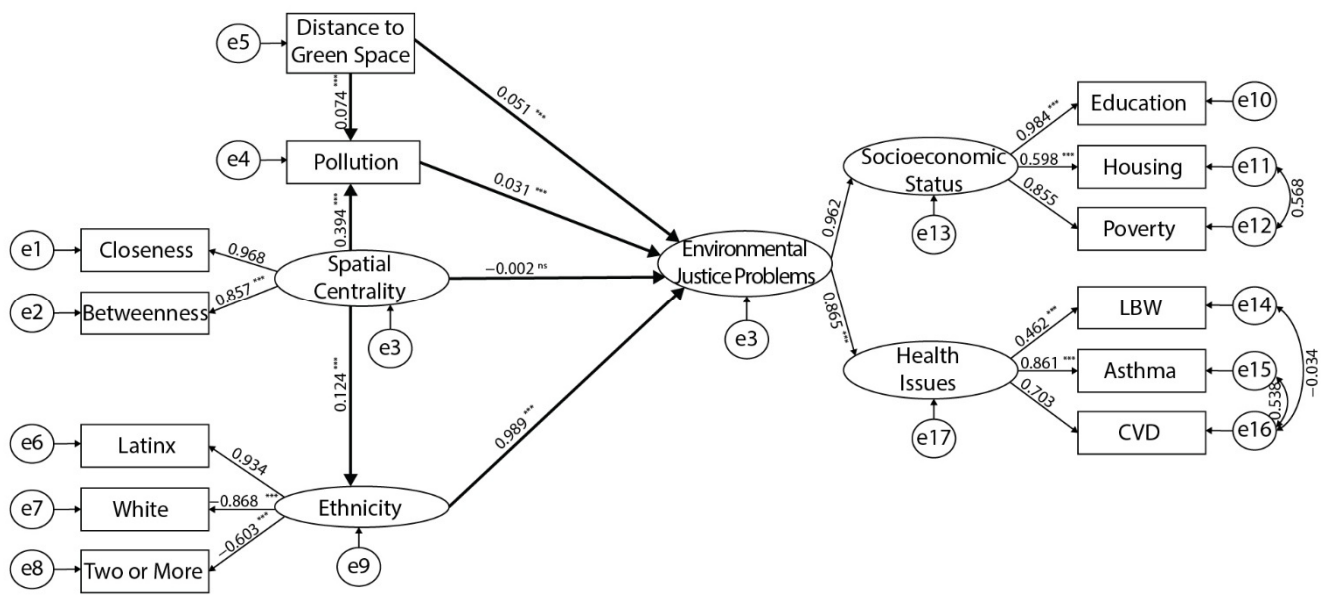 e5
Distance to
Green Space
0.074 ***
0.051 ***
e4
Pollution
0.031 ***
0.394 ***
e1
Closeness
0.968
e2
Betweenness
0.857 ***
Spatial
Centrality
e3
−0.002 ns
0.124 ***
Environmental
Justice Problems
e3
0.989 ***
e6
Latinx
0.934
e7
White
−0.868 ***
e8
Two or More
−0.603 ***
Ethnicity
e9
0.962
0.865 ***
Socioeconomic
Status
e13
0.984 ***
Education
e10
0.598 ***
Housing
e11
0.855
Poverty
e12
0.568
Health
Issues
e17
0.462 ***
LBW
e14
0.861 ***
Asthma
e15
0.703
CVD
e16
0.538
−0.034